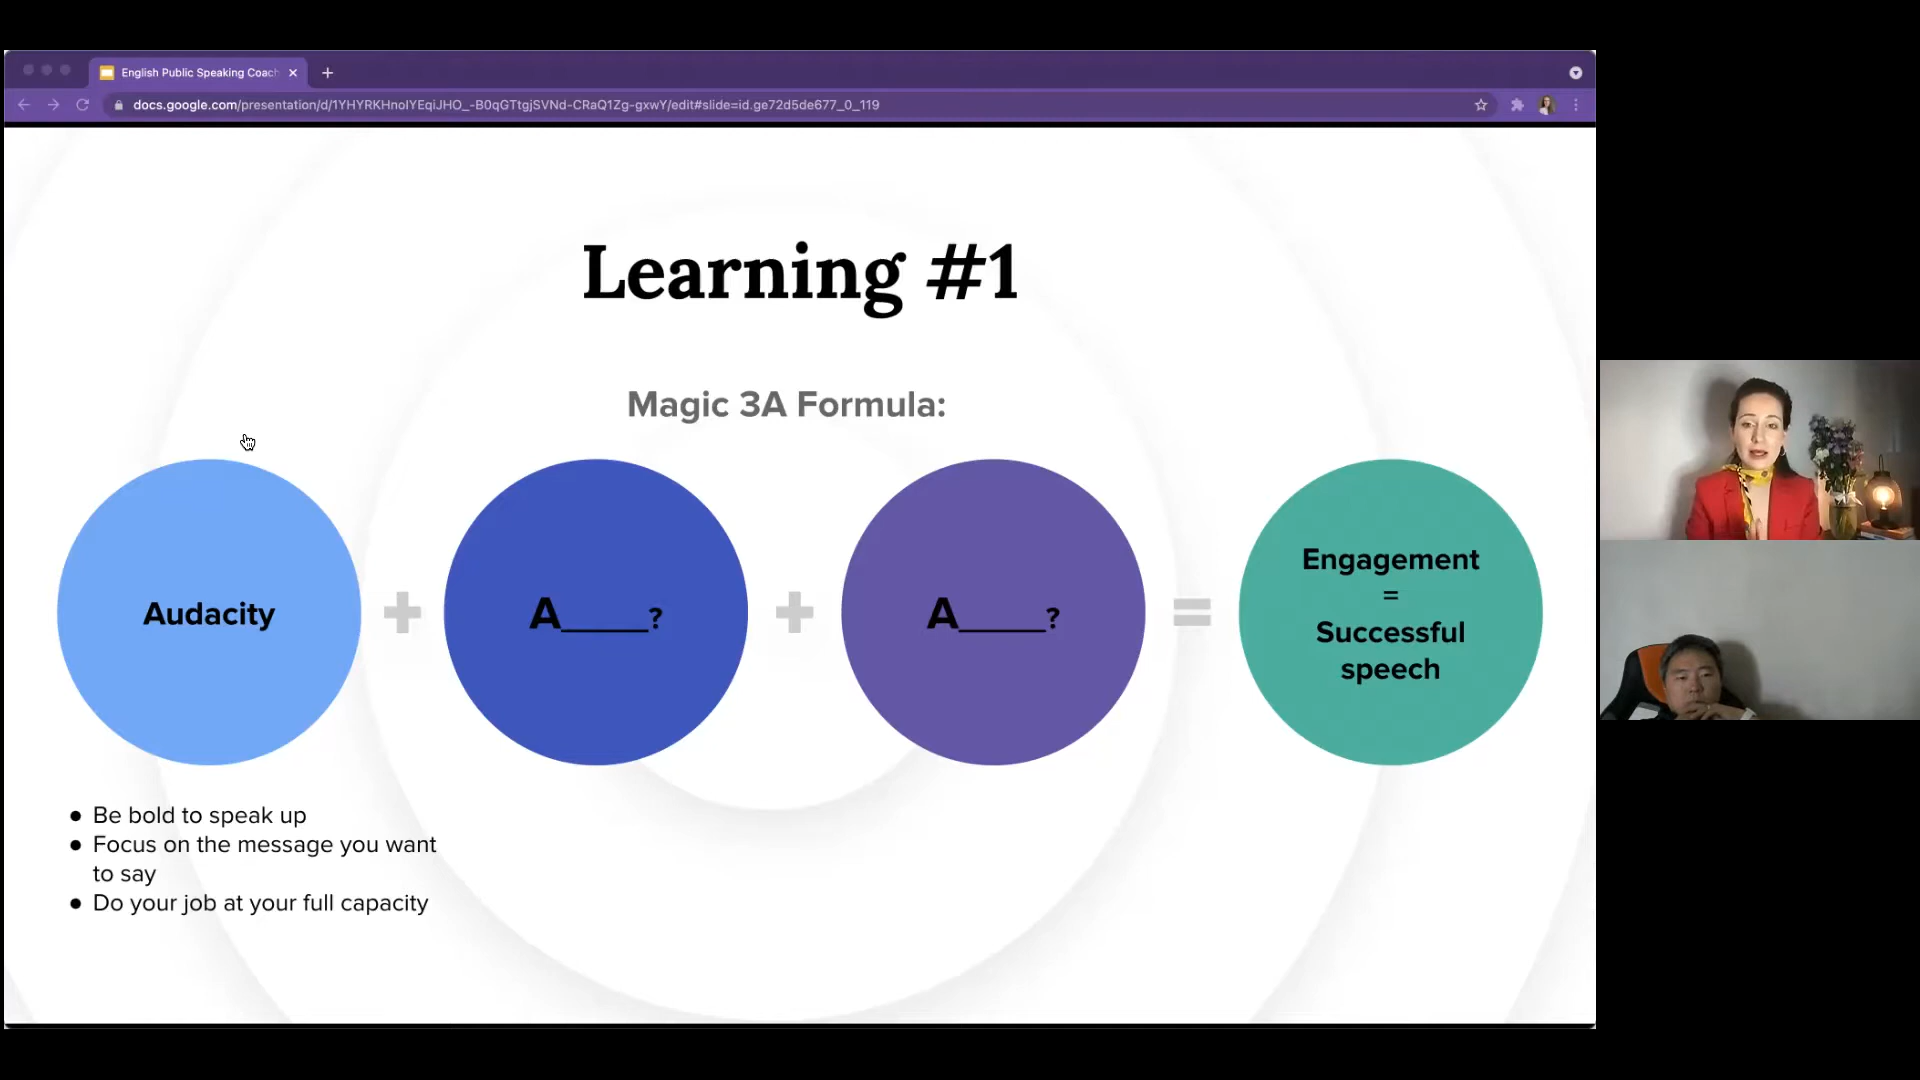 English Public Speaking Coach
docs.google.com/presentation/d/1YHYRKHnoIYEqiJHO_-B0qGTtgjSVNd-CRaQ1Zg-gxwY/edit#slide=id.ge72d5de677_0_119
Learning #1
Magic 3A Formula:
Audacity
+
A____?
+
A____?
=
Engagement
=
Successful
speech
● Be bold to speak up
● Focus on the message you want
to say
● Do your job at your full capacity